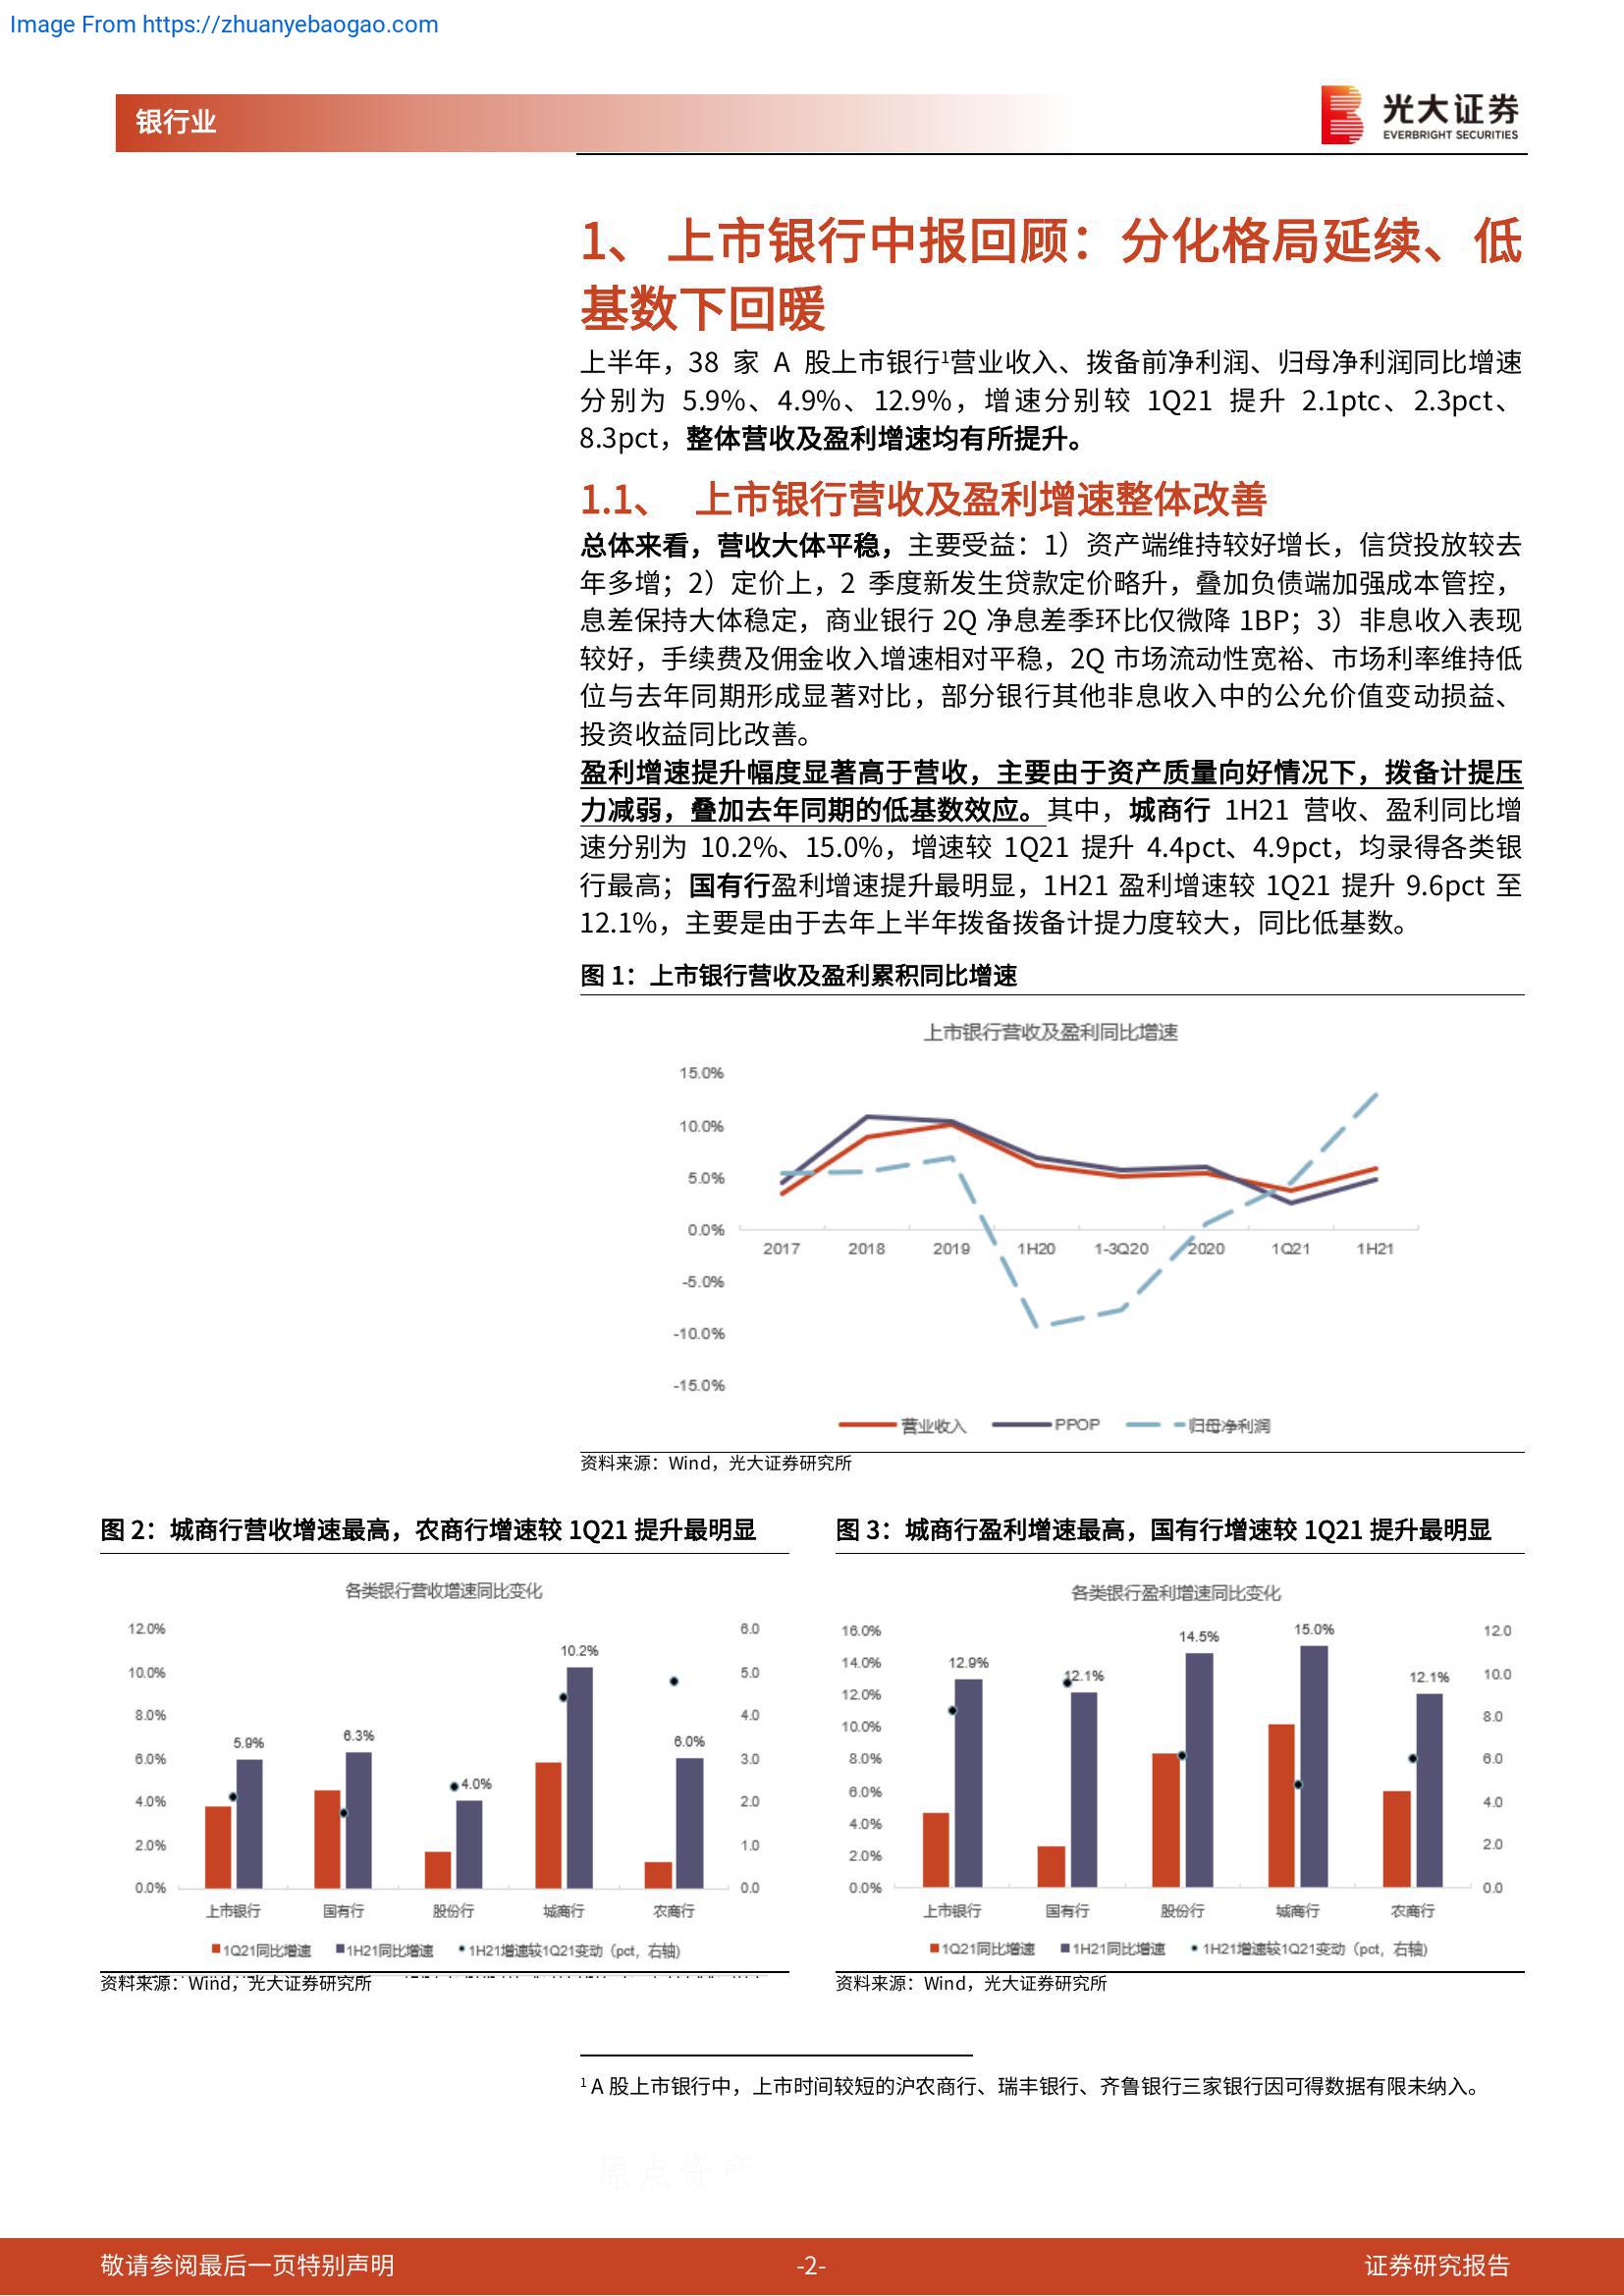 Image From https://zhuanyebaogao.com
银行业
光大证券
EVERBRIGHT SECURITIES
1、 上市银行中报回顾：分化格局延续、低
基数下回暖
上半年，38 家 A 股上市银行1营业收入、拨备前净利润、归母净利润同比增速
分别为 5.9%、4.9%、12.9%，增速分别较 1Q21 提升 2.1ptc、2.3pct、
8.3pct，整体营收及盈利增速均有所提升。
1.1、 上市银行营收及盈利增速整体改善
总体来看，营收大体平稳，主要受益：1）资产端维持较好增长，信贷投放较去
年多增；2）定价上，2 季度新发生贷款定价略升，叠加负债端加强成本管控，
息差保持大体稳定，商业银行 2Q 净息差季环比仅微降 1BP；3）非息收入表现
较好，手续费及佣金收入增速相对平稳，2Q 市场流动性宽裕、市场利率维持低
位与去年同期形成显著对比，部分银行其他非息收入中的公允价值变动损益、
投资收益同比改善。
盈利增速提升幅度显著高于营收，主要由于资产质量向好情况下，拨备计提压
力减弱，叠加去年同期的低基数效应。其中，城商行 1H21 营收、盈利同比增
速分别为 10.2%、15.0%，增速较 1Q21 提升 4.4pct、4.9pct，均录得各类银
行最高；国有行盈利增速提升最明显，1H21 盈利增速较 1Q21 提升 9.6pct 至
12.1%，主要是由于去年上半年拨备拨备计提力度较大，同比低基数。
图 1：上市银行营收及盈利累积同比增速
上市银行营收及盈利同比增速
15.0%
10.0%
5.0%
0.0%
-5.0%
-10.0%
-15.0%
2017 2018 2019 1H20 1-3Q20 2020 1Q21 1H21
营业收入 PPOP 归母净利润
资料来源：Wind，光大证券研究所
图 2：城商行营收增速最高，农商行增速较 1Q21 提升最明显
各类银行营收增速同比变化
12.0%
10.0%
8.0%
6.0%
4.0%
2.0%
0.0%
5.9% 6.3% 4.0% 10.2% 6.0%
6.0
5.0
4.0
3.0
2.0
1.0
0.0
上市银行 国有行 股份行 城商行 农商行
1Q21同比增速 1H21同比增速 1H21增速较1Q21变动（pct，右轴）
资料来源：Wind，光大证券研究所
图 3：城商行盈利增速最高，国有行增速较 1Q21 提升最明显
各类银行盈利增速同比变化
16.0%
14.0%
12.0%
10.0%
8.0%
6.0%
4.0%
2.0%
0.0%
12.9% 12.1% 14.5% 15.0% 12.1%
12.0
10.0
8.0
6.0
4.0
2.0
0.0
上市银行 国有行 股份行 城商行 农商行
1Q21同比增速 1H21同比增速 1H21增速较1Q21变动（pct，右轴）
资料来源：Wind，光大证券研究所
1 A 股上市银行中，上市时间较短的沪农商行、瑞丰银行、齐鲁银行三家银行因可得数据有限未纳入。
敬请参阅最后一页特别声明
-2-
证券研究报告